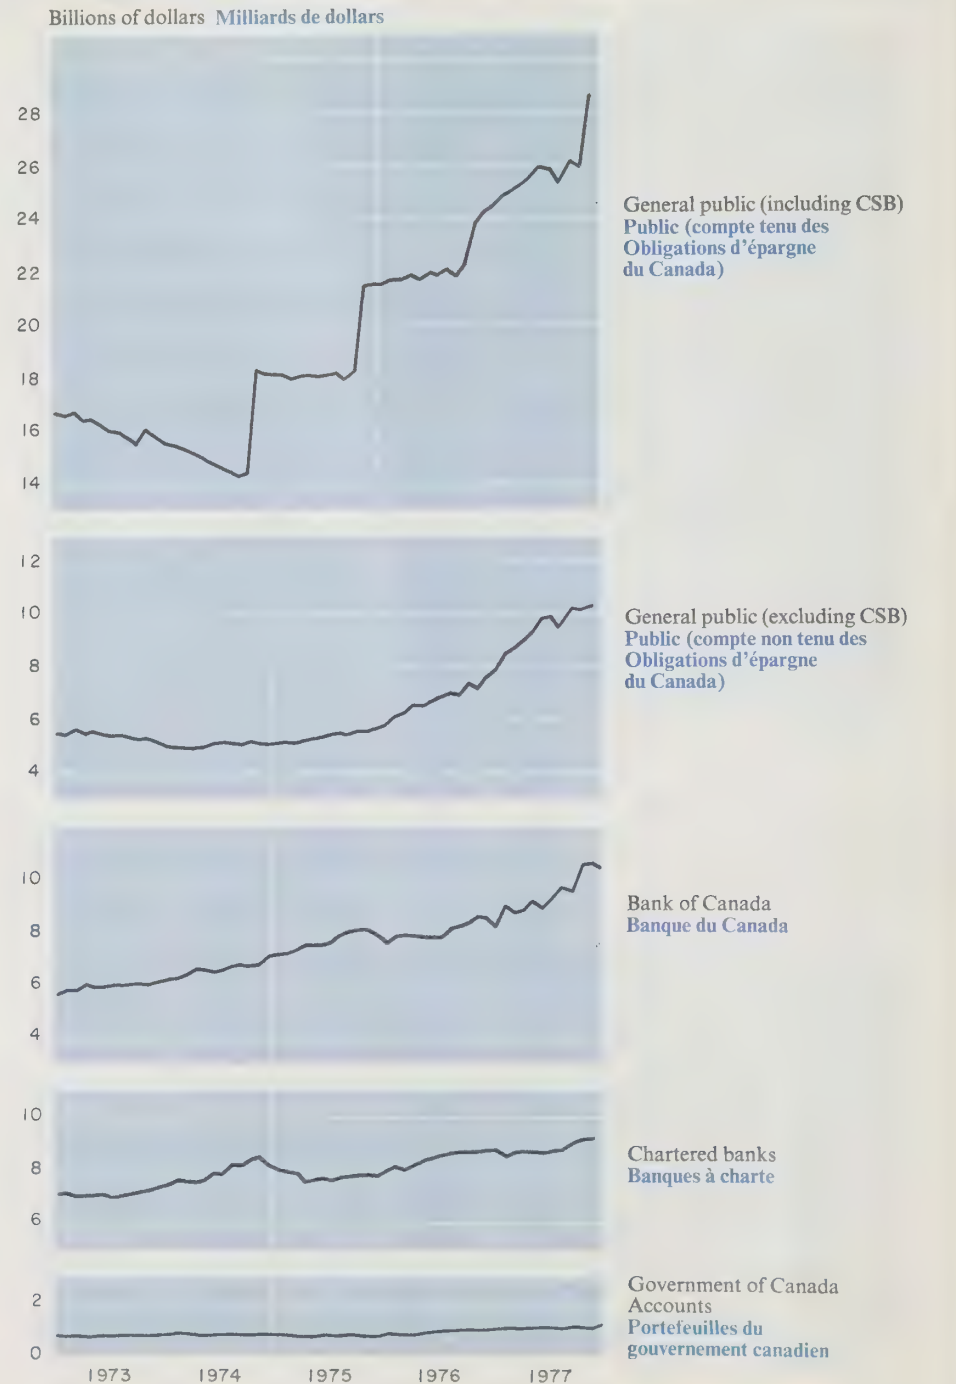 Billions of dollars Milliards de dollars
28
26
24
22
20
18
16
14
General public (including CSB)
Public (compte tenu des
Obligations d'épargne
du Canada)
12
10
8
6
4
General public (excluding CSB)
Public (compte non tenu des
Obligations d'épargne
du Canada)
10
8
6
4
Bank of Canada
Banque du Canada
10
8
6
Chartered banks
Banques à charte
2
0
Government of Canada
Accounts
Portefeuilles du
gouvernement canadien
1973 1974 1975 1976 1977